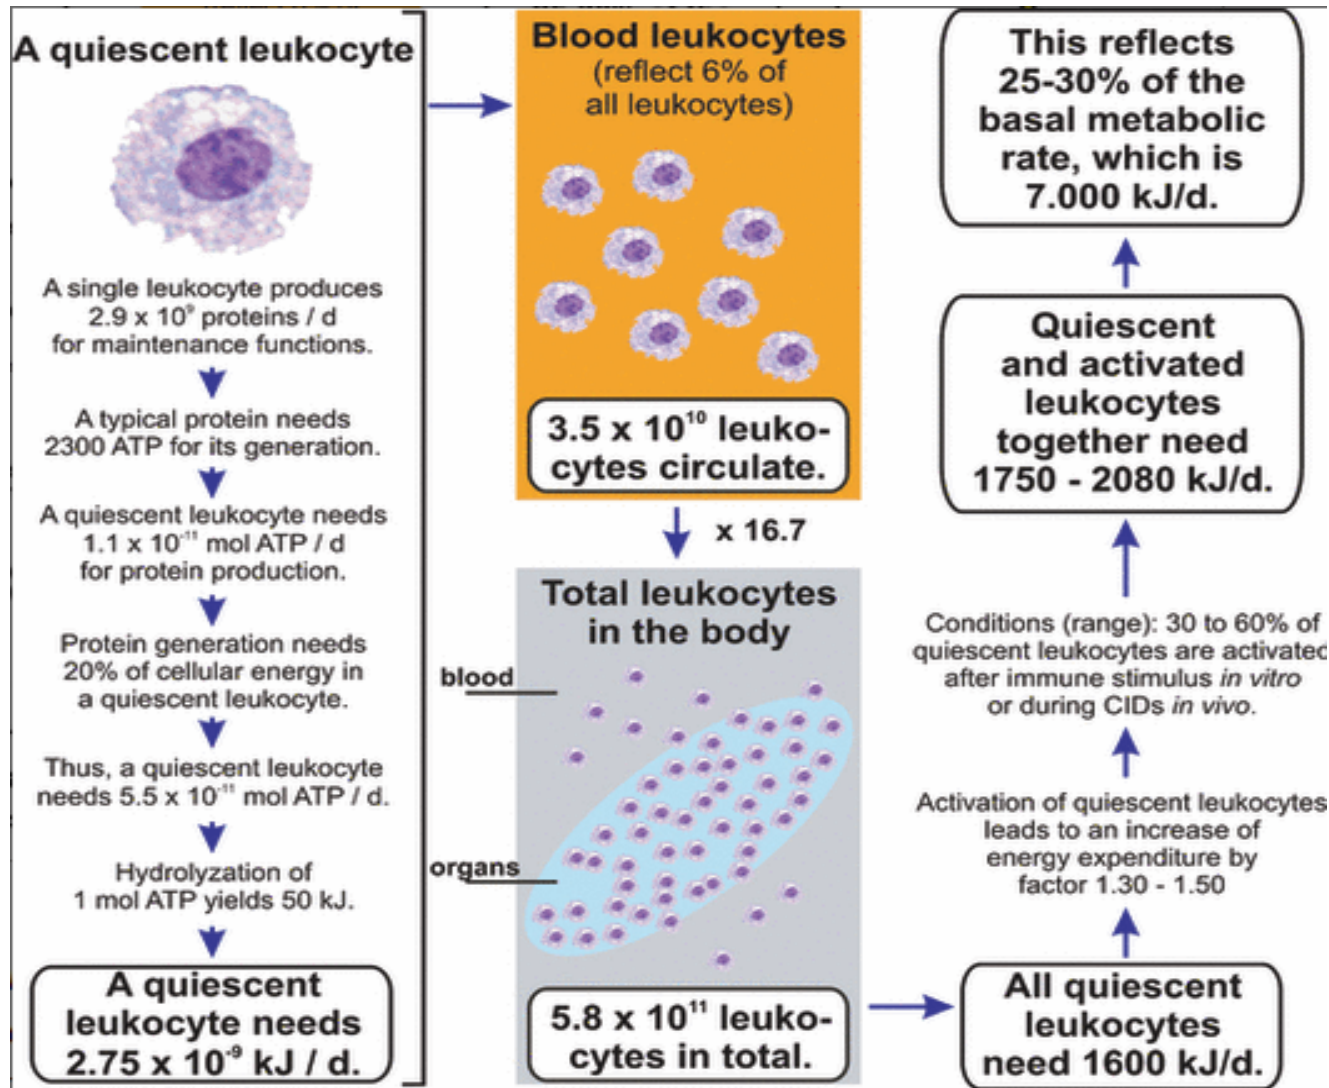 A quiescent leukocyte
A single leukocyte produces
2.9 x 10⁹ proteins / d
for maintenance functions.
A typical protein needs
2300 ATP for its generation.
A quiescent leukocyte needs
1.1 x 10⁻¹¹ mol ATP / d
for protein production.
Protein generation needs
20% of cellular energy in
a quiescent leukocyte.
Thus, a quiescent leukocyte
needs 5.5 x 10⁻¹¹ mol ATP / d.
Hydrolyzation of
1 mol ATP yields 50 kJ.
A quiescent
leukocyte needs
2.75 x 10⁻⁹ kJ / d.
Blood leukocytes
(reflect 6% of
all leukocytes)
3.5 x 10¹⁰ leuko-
cytes circulate.
x 16.7
Total leukocytes
in the body
blood
organs
5.8 x 10¹¹ leuko-
cytes in total.
All quiescent
leukocytes
need 1600 kJ/d.
Activation of quiescent leukocytes
leads to an increase of
energy expenditure by
factor 1.30 - 1.50
Conditions (range): 30 to 60% of
quiescent leukocytes are activated
after immune stimulus in vitro
or during CIDs in vivo.
Quiescent
and activated
leukocytes
together need
1750 - 2080 kJ/d.
This reflects
25-30% of the
basal metabolic
rate, which is
7.000 kJ/d.